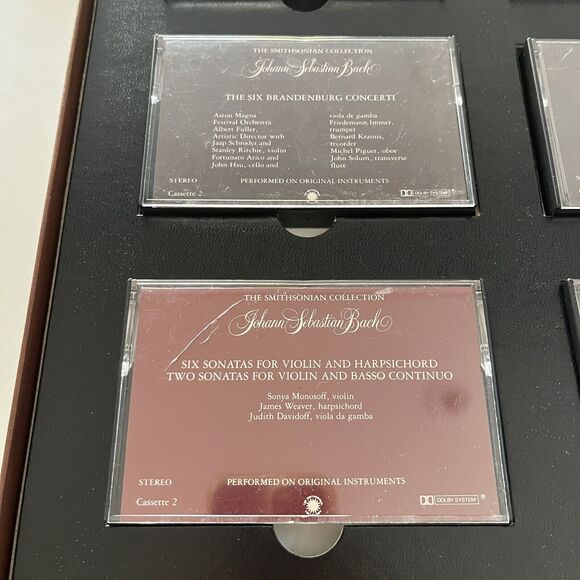 THE SMITHSONIAN COLLECTION
Johann Sebastian Bach
THE SIX BRANDENBURG CONCERTI
Aston Magna
Festival Orchestra
Albert Fuller,
Artistic Director with
Jaap Schroder and
Stanley Ritchie, violin
Fortunato Arico and
John Hsu, cello and
viola de gamba
Friedemann Immer,
trumpet
Bernard Krainis,
recorder
Michel Piguet, oboe
John Solum, transverse
flute
STEREO
PERFORMED ON ORIGINAL INSTRUMENTS
Cassette 2
DOLBY SYSTEM ®
THE SMITHSONIAN COLLECTION
Johann Sebastian Bach
SIX SONATAS FOR VIOLIN AND HARPSICHORD
TWO SONATAS FOR VIOLIN AND BASSO CONTINUO
Sonya Monosoff, violin
James Weaver, harpsichord
Judith Davidoff, viola da gamba
STEREO
PERFORMED ON ORIGINAL INSTRUMENTS
Cassette 2
DOLBY SYSTEM ®